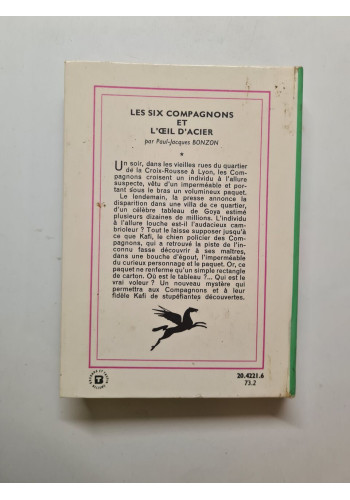 LES SIX COMPAGNONS
ET
L'ŒIL D'ACIER
par Paul-Jacques BONZON
★
Un soir, dans les vieilles rues du quartier
de la Croix-Rousse à Lyon, les Com-
pagnons croisent un individu à l'allure
suspecte, vêtu d'un imperméable et por-
tant sous le bras un volumineux paquet.
Le lendemain, la presse annonce la
disparition dans une villa de ce quartier,
d'un célèbre tableau de Goya estimé
plusieurs dizaines de millions. L'individu
à l'allure louche est-il l'audacieux cam-
brioleur ? Tout le laisse supposer jusqu'à
ce que Kafi, le chien policier des Com-
pagnons, qui a retrouvé la piste de l'in-
connu fasse découvrir à ses maîtres,
dans une bouche d'égout, l'imperméable
du curieux personnage et le paquet. Or, ce
paquet ne renferme qu'un simple rectangle
de carton. Où est le tableau ?... Qui est le
vrai voleur ? Un nouveau mystère qui
permettra aux Compagnons et à leur
fidèle Kafi de stupéfiantes découvertes.
T
20.4221.6
73.2